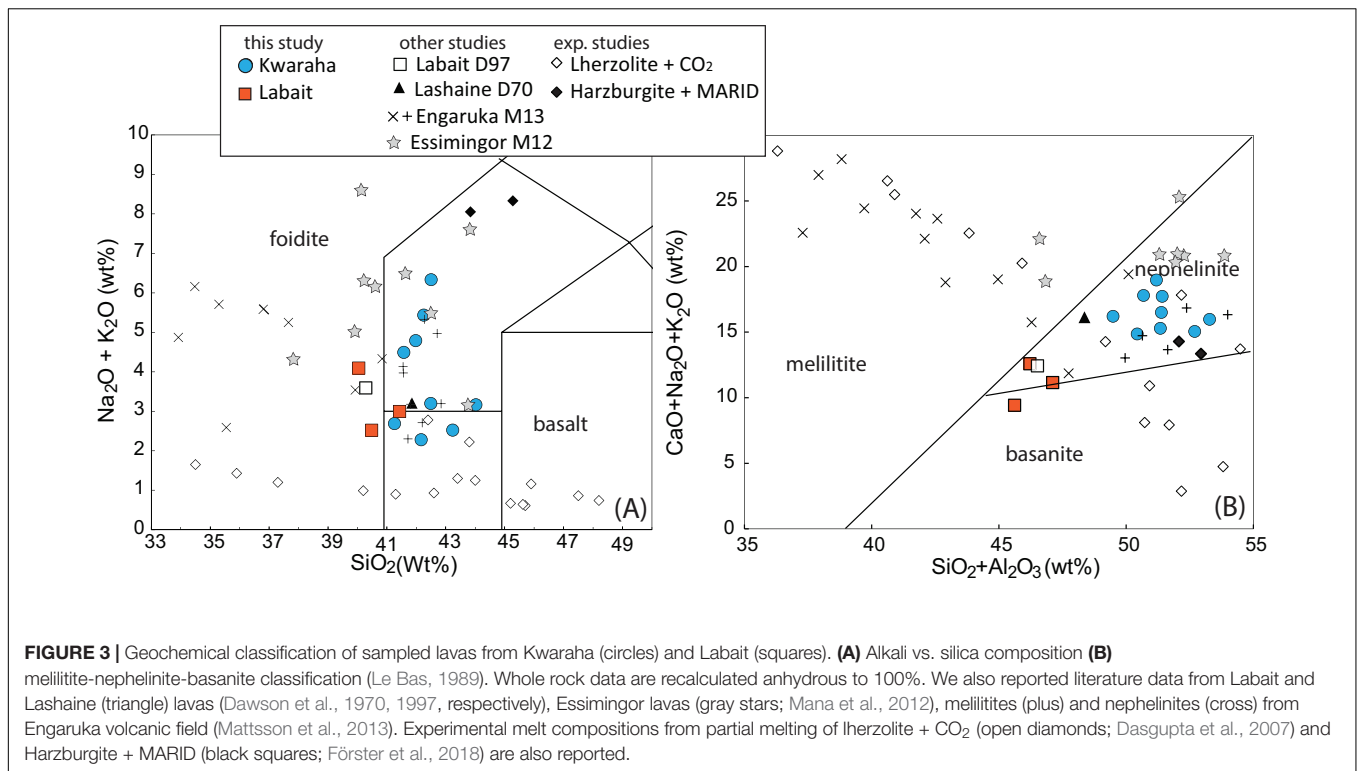 this study other studies exp. studies
Kwaraha Labait D97 Lherzolite + CO₂
Labait Lashaine D70 Harzburgite + MARID
Engaruka M13
Essimingor M12
10
9
8
7
6
5
4
3
2
1
0
Na₂O + K₂O (wt%)
foidite
basalt
(A)
33 35 37 39 41 43 45 47 49
SiO₂(Wt%)
25
20
15
10
5
0
CaO+Na₂O+K₂O (wt%)
nephelinite
melilitite
basanite
(B)
35 40 45 50 55
SiO₂+Al₂O₃ (wt%)
FIGURE 3 | Geochemical classification of sampled lavas from Kwaraha (circles) and Labait (squares). (A) Alkali vs. silica composition (B)
melilitite-nephelinite-basanite classification (Le Bas, 1989). Whole rock data are recalculated anhydrous to 100%. We also reported literature data from Labait and
Lashaine (triangle) lavas (Dawson et al., 1970, 1997, respectively), Essimingor lavas (gray stars; Mana et al., 2012), melilitites (plus) and nephelinites (cross) from
Engaruka volcanic field (Mattsson et al., 2013). Experimental melt compositions from partial melting of lherzolite + CO₂ (open diamonds; Dasgupta et al., 2007) and
Harzburgite + MARID (black squares; Förster et al., 2018) are also reported.